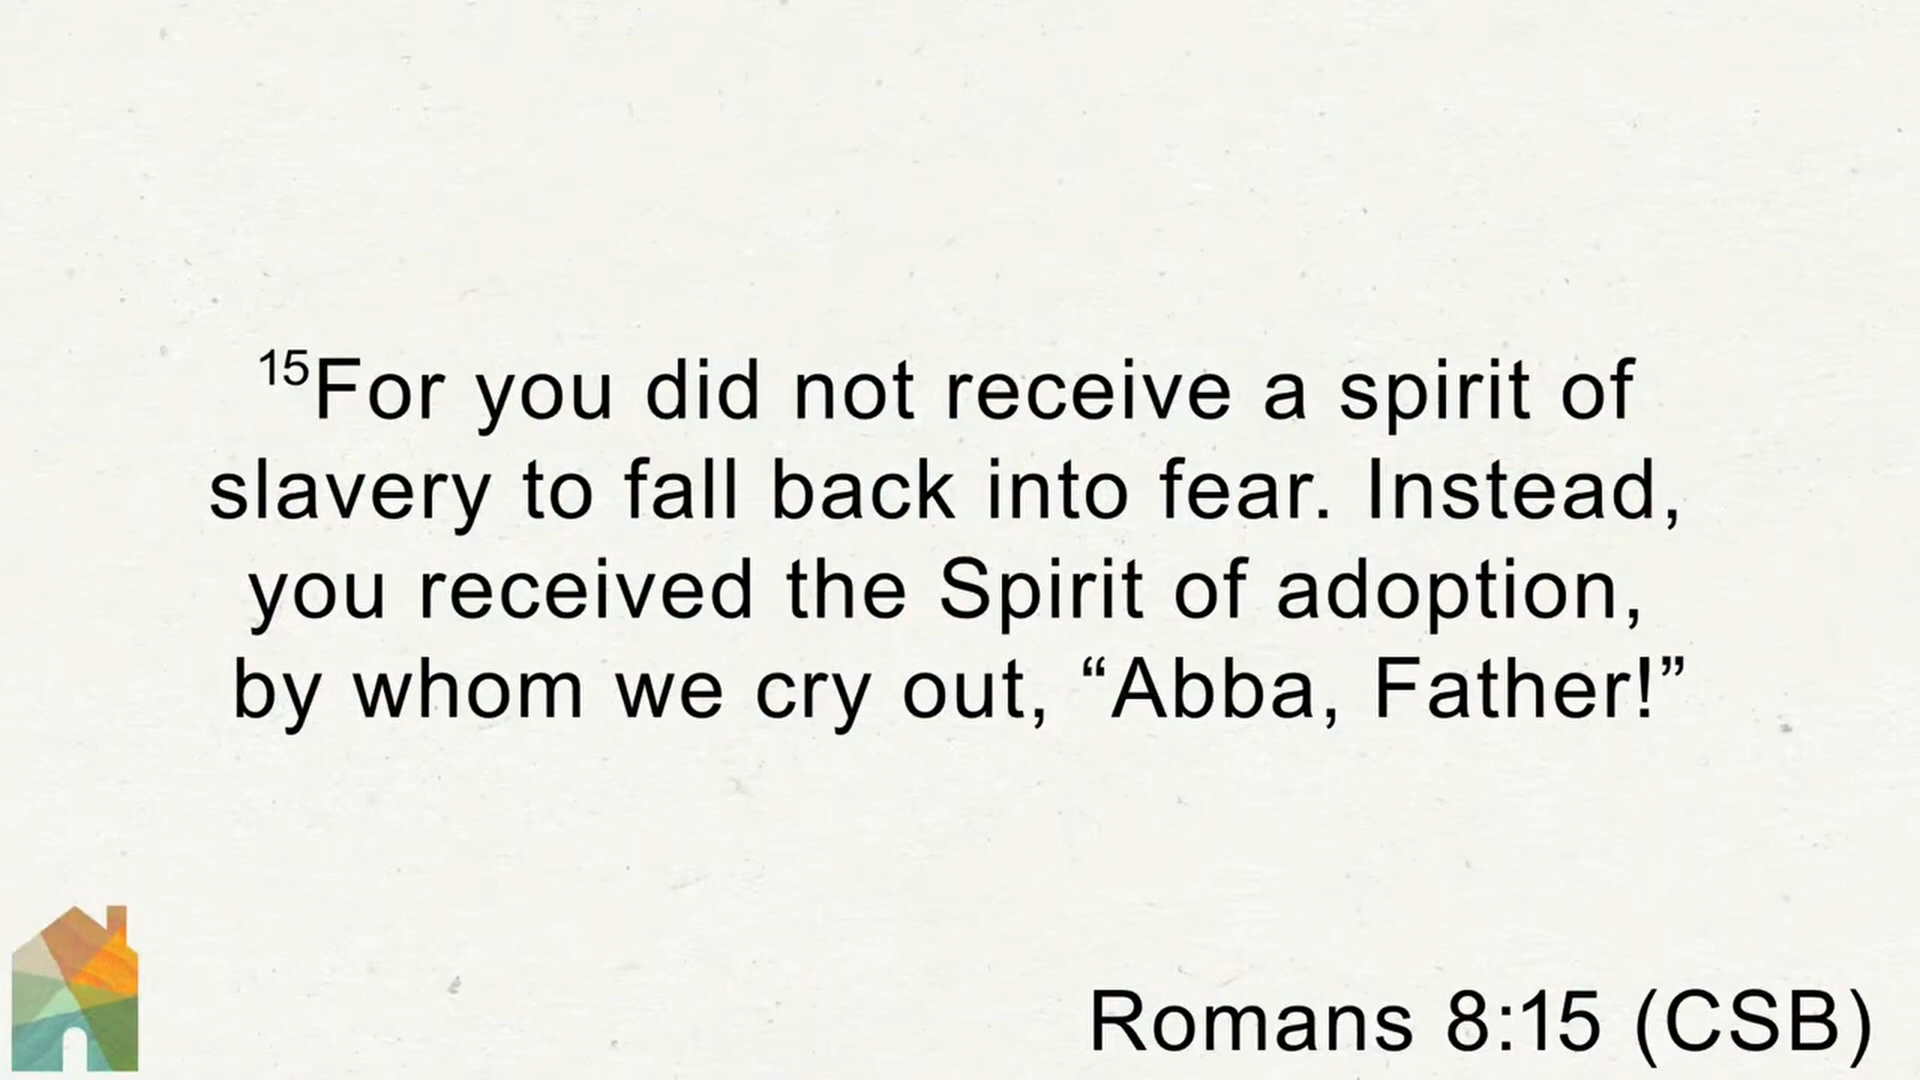 ¹⁵For you did not receive a spirit of
slavery to fall back into fear. Instead,
you received the Spirit of adoption,
by whom we cry out, “Abba, Father!”
Romans 8:15 (CSB)